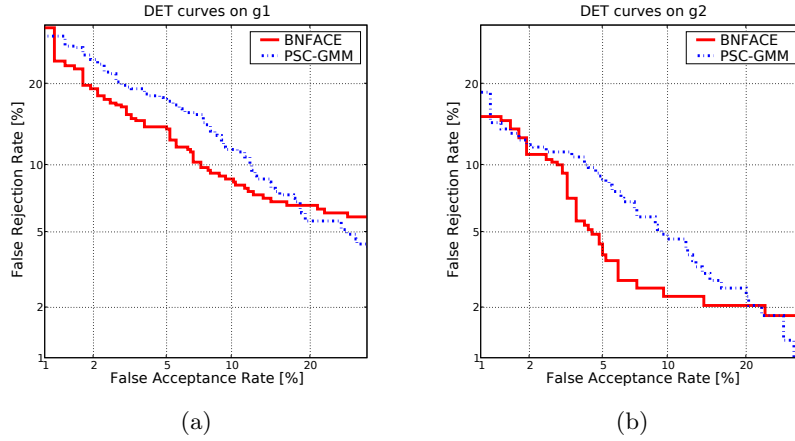 DET curves on g1
BNFACE
PSC-GMM
False Rejection Rate [%]
20
10
5
2
1
1 2 5 10 20
False Acceptance Rate [%]
(a)
DET curves on g2
BNFACE
PSC-GMM
False Rejection Rate [%]
20
10
5
2
1
1 2 5 10 20
False Acceptance Rate [%]
(b)